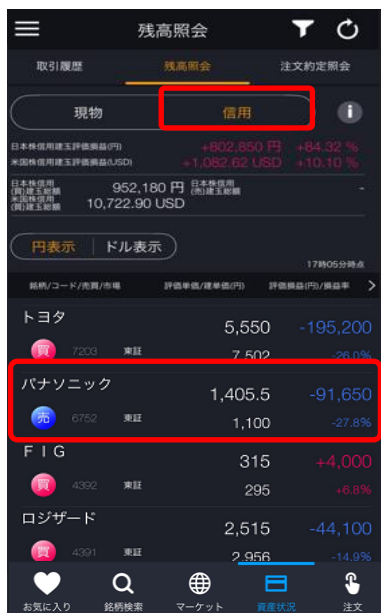 残高照会
取引履歴 残高照会 注文約定照会
現物 信用 i
日本株信用建玉評価損益(円) +802,850 円 +84.32 %
米国株信用建玉評価損益(USD) +1,082.62 USD +10.10 %
日本株信用(買)建玉総額 952,180 円 日本株信用(売)建玉総額 -
米国株信用(買)建玉総額 10,722.90 USD
円表示 ドル表示
17時05分時点
銘柄/コード/売買/市場 評価単価/建単価(円) 評価損益(円)/損益率 >
トヨタ 5,550 -195,200
買 7203 東証 7,502 -26.0%
パナソニック 1,405.5 -91,650
売 6752 東証 1,100 -27.8%
ＦＩＧ 315 +4,000
買 4392 東証 295 +6.8%
ロジザード 2,515 -44,100
買 4391 東証 2,956 -14.9%
お気に入り 銘柄検索 マーケット 資産状況 注文